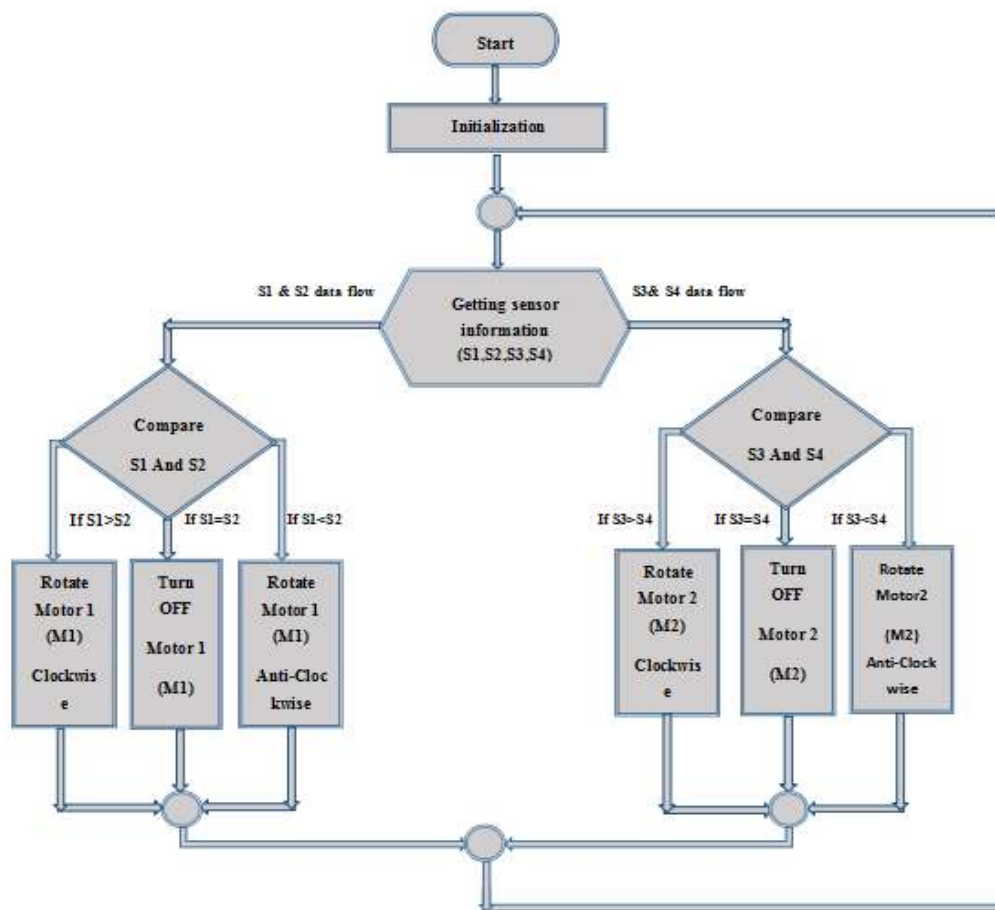 Start
Initialization
S1 & S2 data flow
Getting sensor
information
(S1,S2,S3,S4)
S3& S4 data flow
Compare
S1 And S2
Compare
S3 And S4
If S1>S2
If S1=S2
If S1<S2
If S3>S4
If S3=S4
If S3<S4
Rotate
Motor 1
(M1)
Clockwis
e
Turn
OFF
Motor 1
(M1)
Rotate
Motor 1
(M1)
Anti-Cloc
kwise
Rotate
Motor 2
(M2)
Clockwis
e
Turn
OFF
Motor 2
(M2)
Rotate
Motor2
(M2)
Anti-Clock
wise